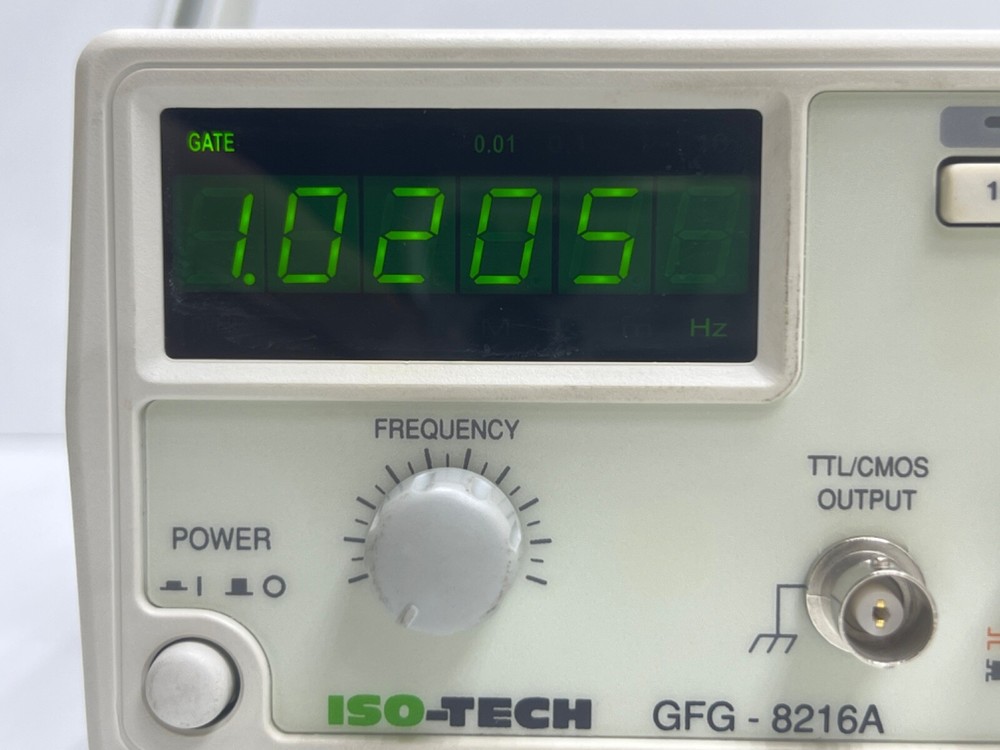 GATE 0.01
1.0205
Hz
FREQUENCY
TTL/CMOS
OUTPUT
POWER
ISO-TECH GFG - 8216A